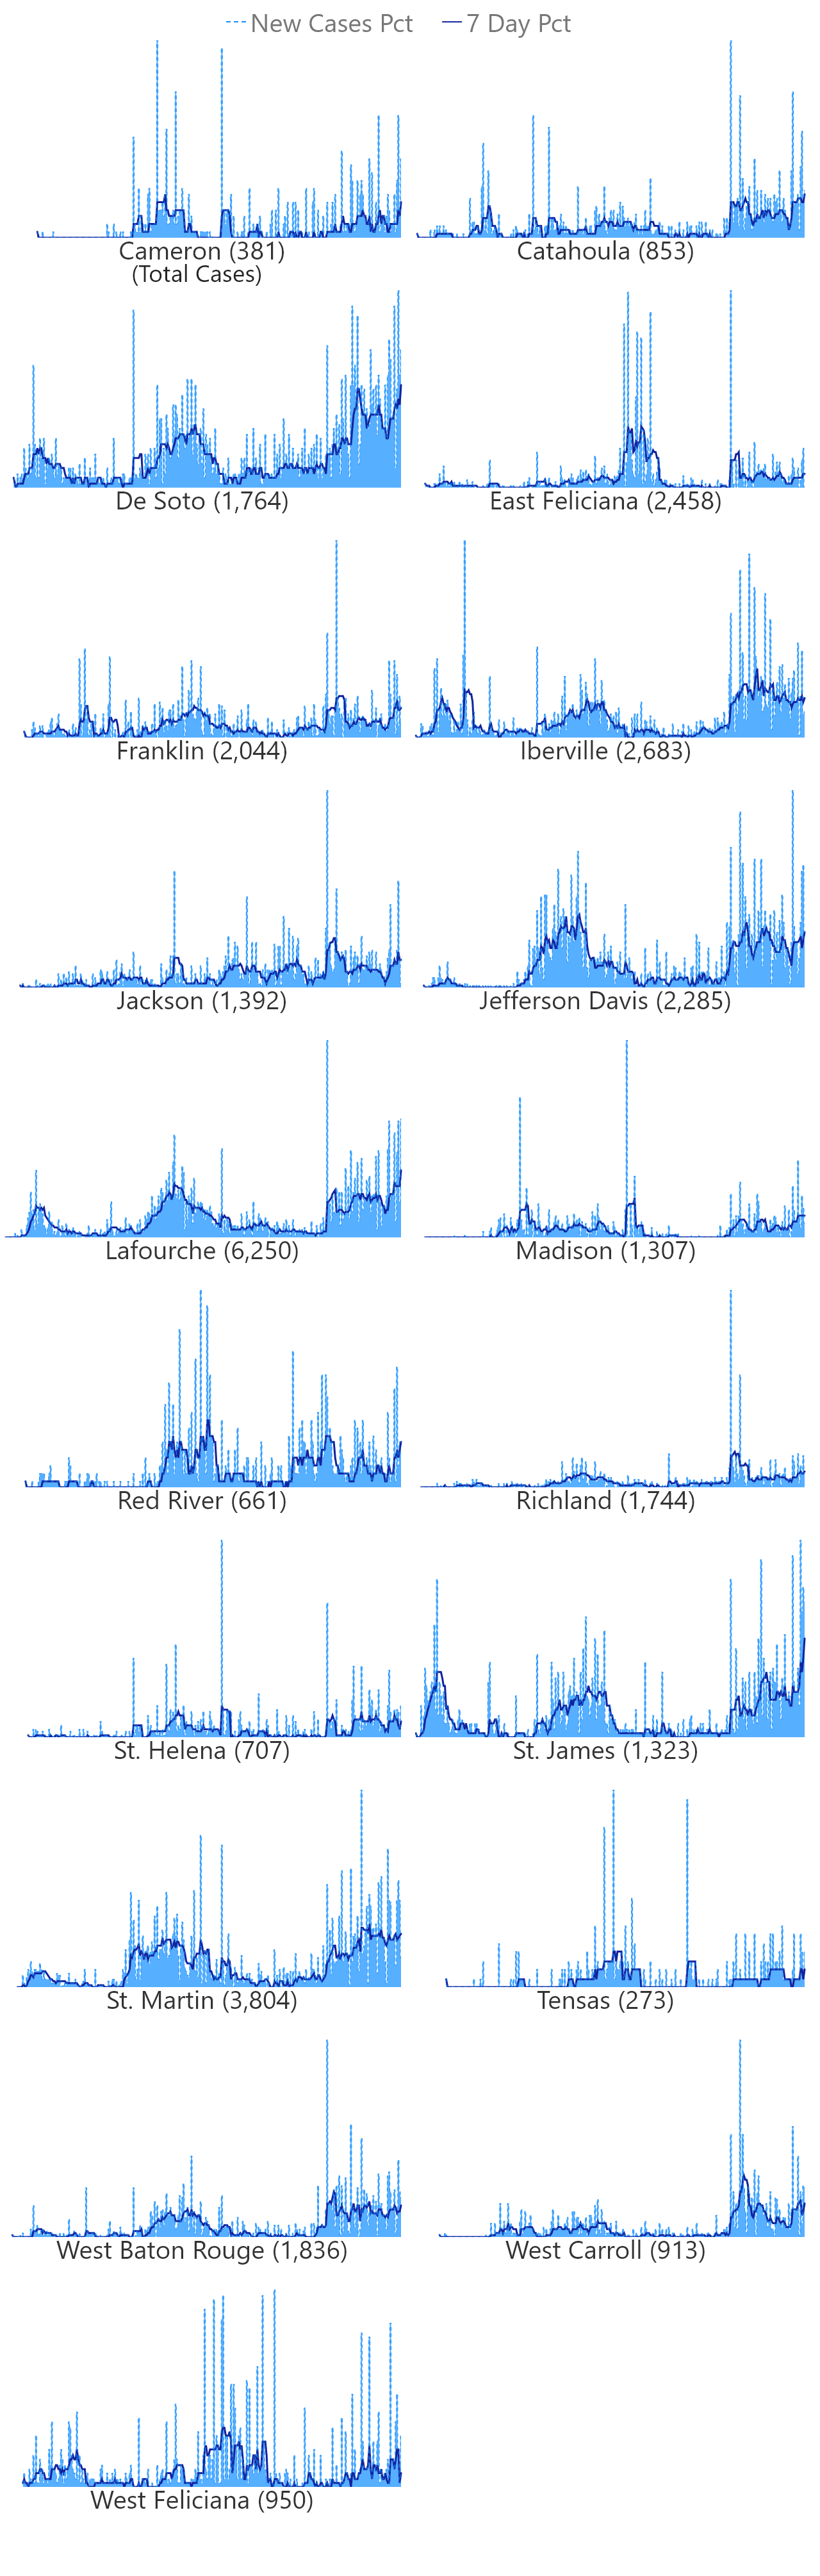 New Cases Pct 7 Day Pct
Cameron (381) Catahoula (853)
(Total Cases)
De Soto (1,764) East Feliciana (2,458)
Franklin (2,044) Iberville (2,683)
Jackson (1,392) Jefferson Davis (2,285)
Lafourche (6,250) Madison (1,307)
Red River (661) Richland (1,744)
St. Helena (707) St. James (1,323)
St. Martin (3,804) Tensas (273)
West Baton Rouge (1,836) West Carroll (913)
West Feliciana (950)